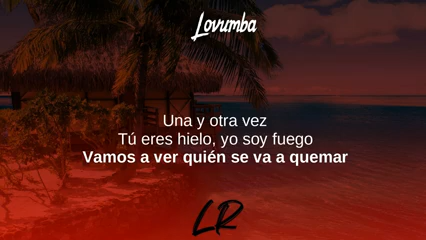 Lovumba
Una y otra vez
Tú eres hielo, yo soy fuego
Vamos a ver quién se va a quemar
LR